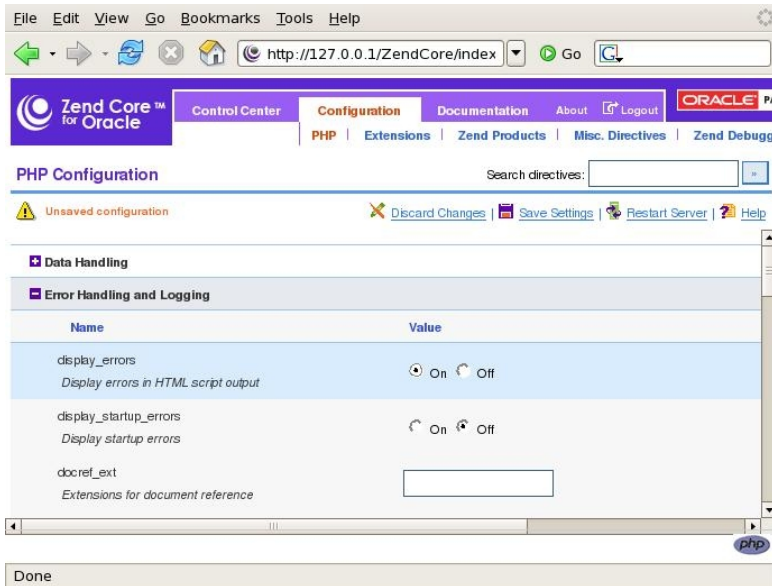 File Edit View Go Bookmarks Tools Help
http://127.0.0.1/ZendCore/index Go G
Zend Core™ for Oracle
Control Center Configuration Documentation About Logout ORACLE
PHP | Extensions | Zend Products | Misc. Directives | Zend Debugg
PHP Configuration Search directives: »
Unsaved configuration Discard Changes | Save Settings | Restart Server | Help
Data Handling
Error Handling and Logging
Name Value
display_errors
On Off
Display errors in HTML script output
display_startup_errors
On Off
Display startup errors
docref_ext
Extensions for document reference
php
Done